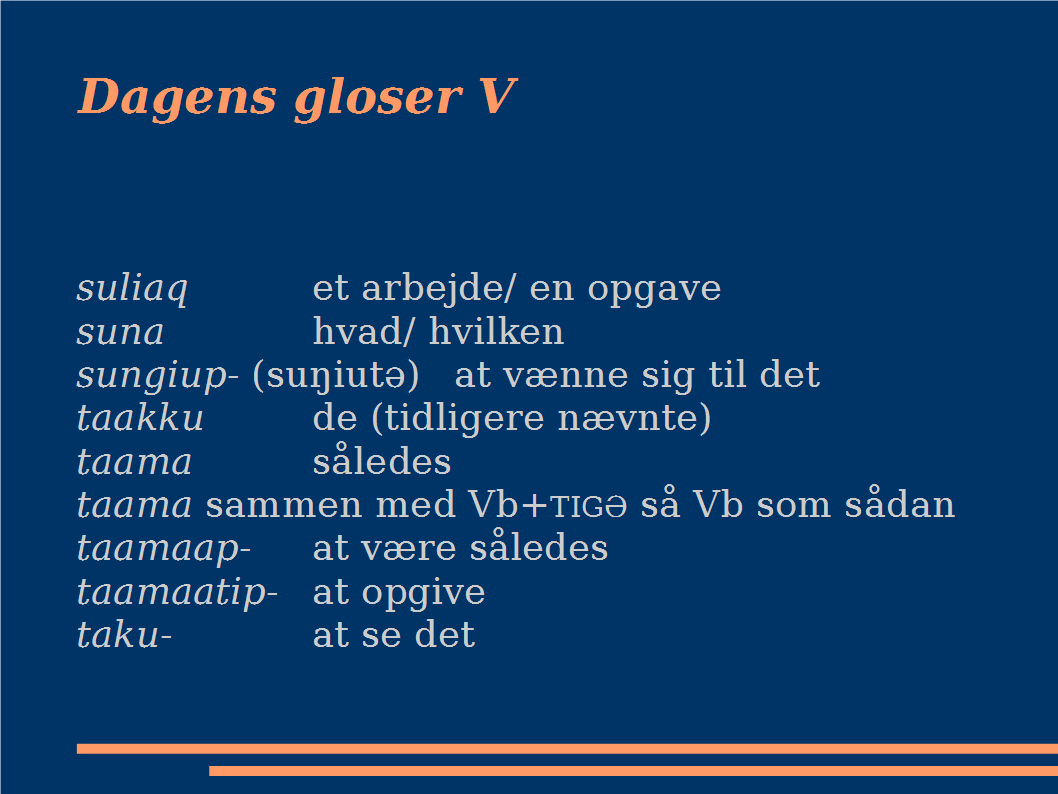 Dagens gloser V
suliaq et arbejde/ en opgave
suna hvad/ hvilken
sungiup- (suŋiutə) at vænne sig til det
taakku de (tidligere nævnte)
taama således
taama sammen med Vb+TIGƏ så Vb som sådan
taamaap- at være således
taamaatip- at opgive
taku- at se det